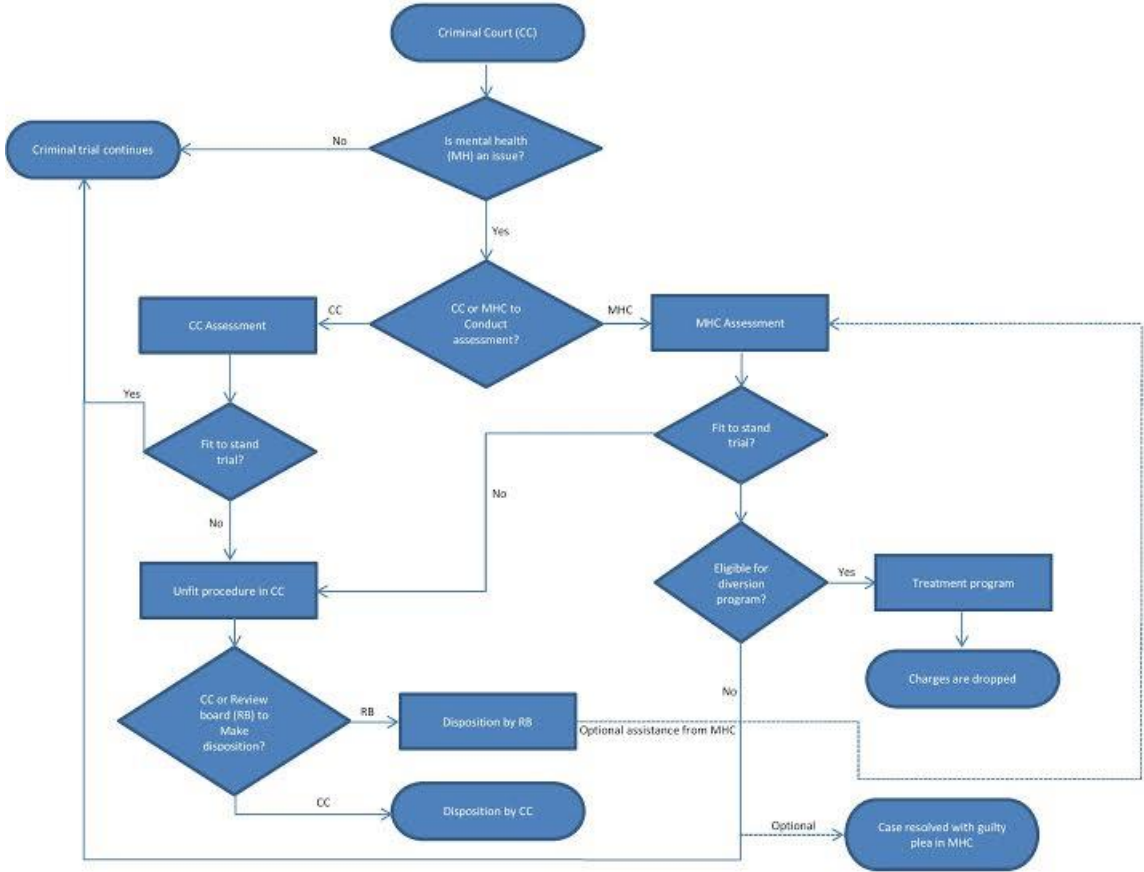 Criminal Court (CC)
Is mental health
(MH) an issue?
No
Criminal trial continues
Yes
CC or MHC to
Conduct
assessment?
CC
MHC
CC Assessment
MHC Assessment
Yes
Fit to stand
trial?
Fit to stand
trial?
No
No
Unfit procedure in CC
Eligible for
diversion
program?
Yes
Treatment program
Charges are dropped
No
CC or Review
board (RB) to
Make
disposition?
RB
Disposition by RB
Optional assistance from MHC
CC
Disposition by CC
Optional
Case resolved with guilty
plea in MHC